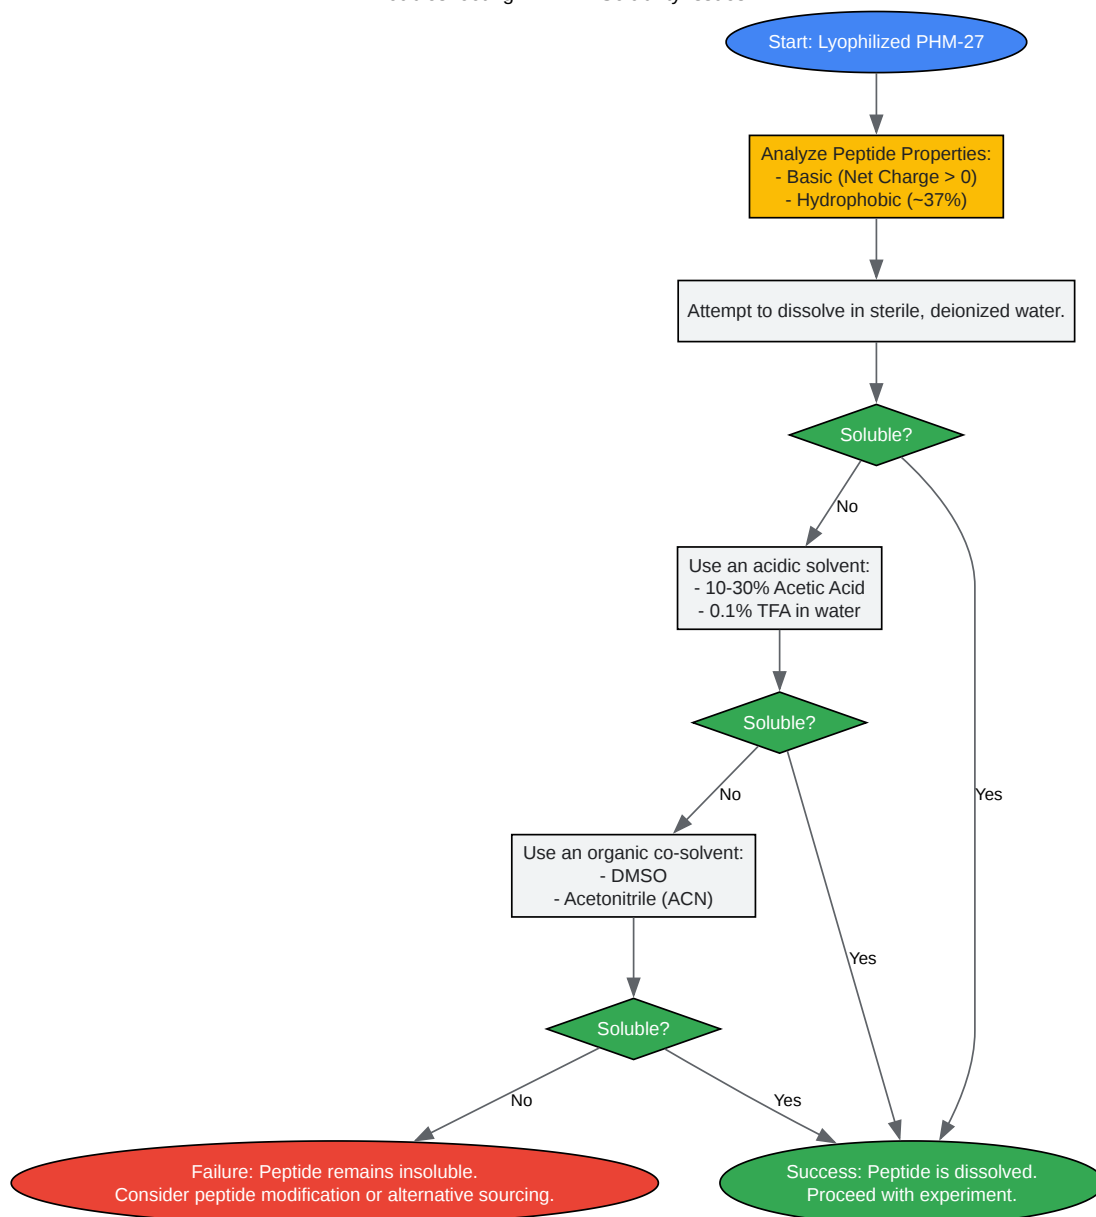 Start: Lyophilized PHM-27
Analyze Peptide Properties:
- Basic (Net Charge > 0)
- Hydrophobic (~37%)
Attempt to dissolve in sterile, deionized water.
Soluble?
No
Use an acidic solvent:
- 10-30% Acetic Acid
- 0.1% TFA in water
Soluble?
No
Yes
Use an organic co-solvent:
- DMSO
- Acetonitrile (ACN)
Yes
Soluble?
No
Yes
Failure: Peptide remains insoluble.
Consider peptide modification or alternative sourcing.
Success: Peptide is dissolved.
Proceed with experiment.